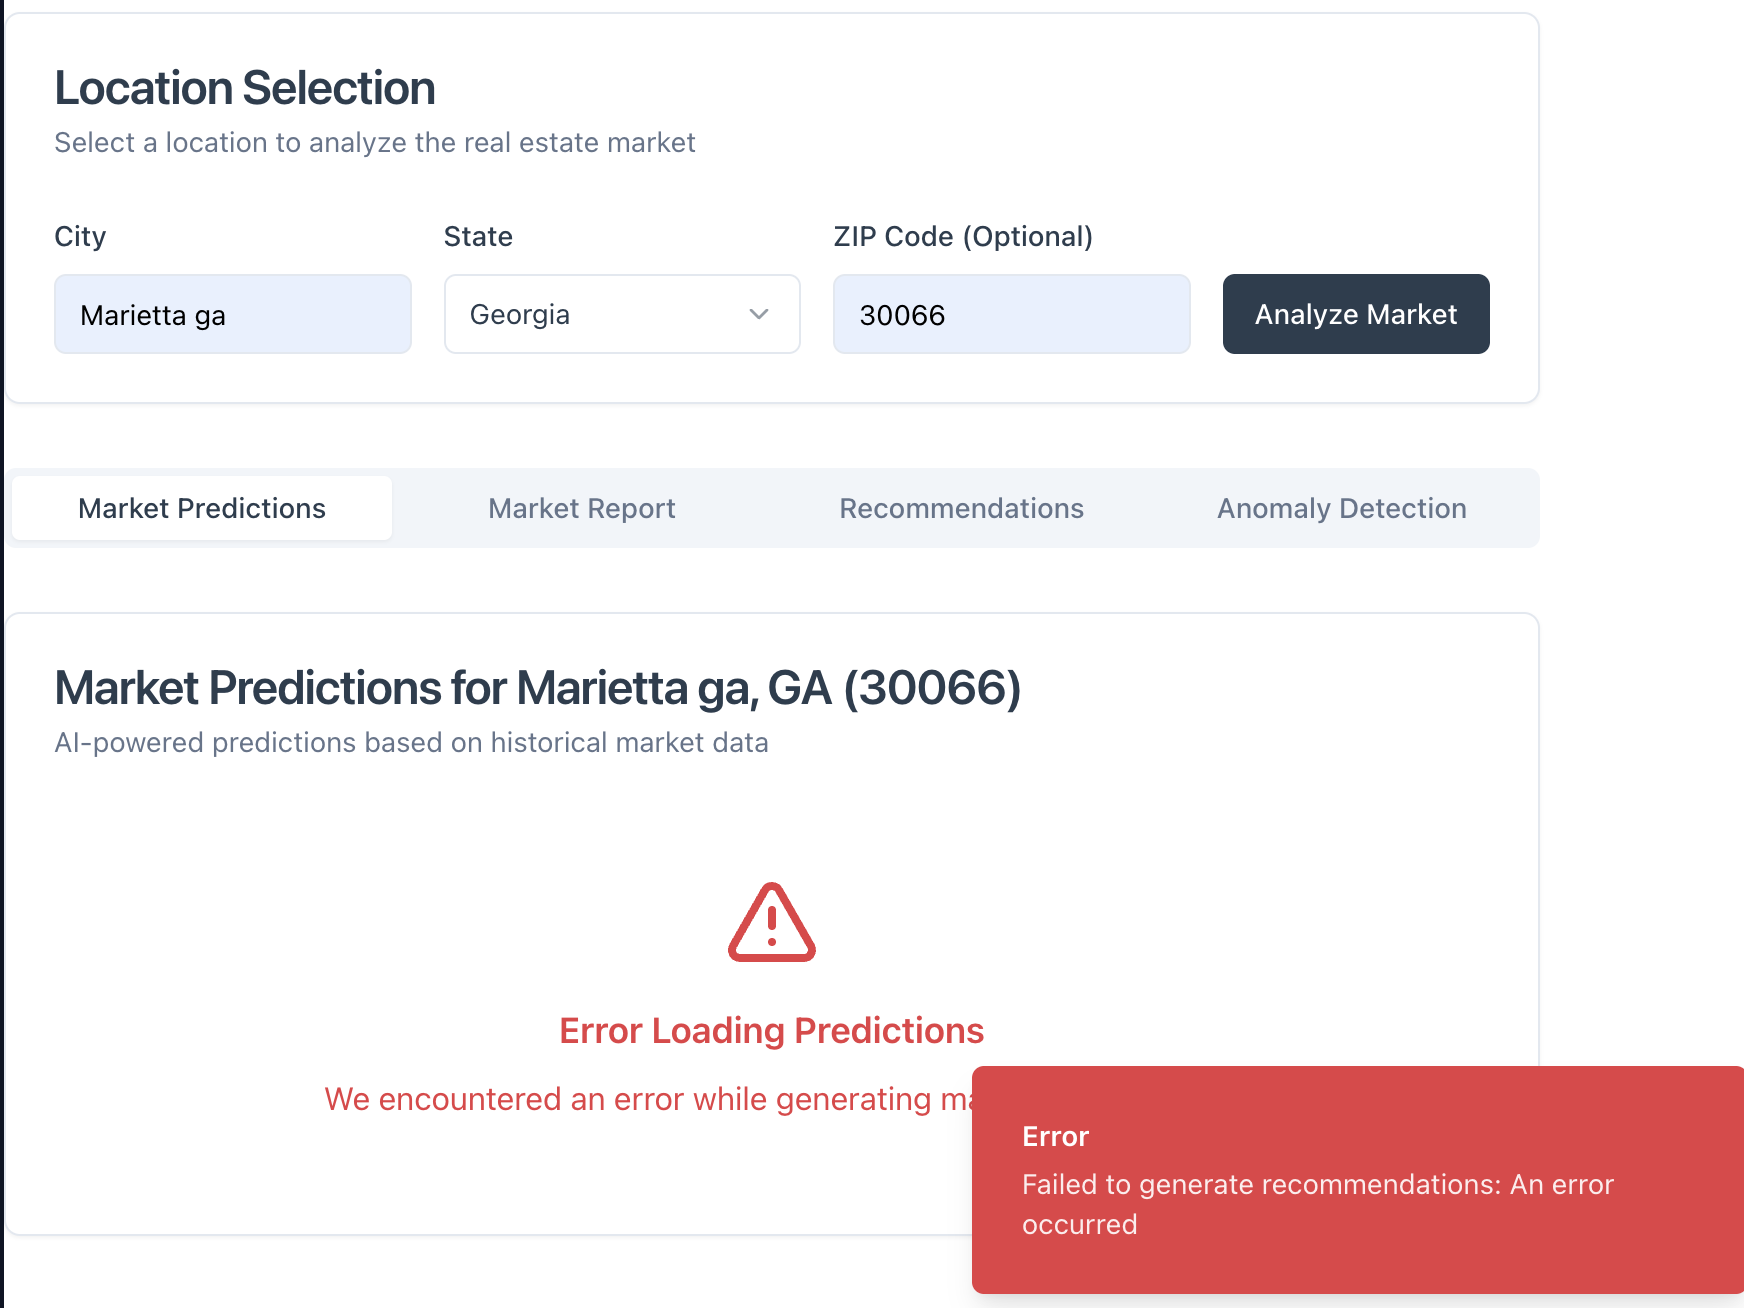 Location Selection
Select a location to analyze the real estate market
City
State
ZIP Code (Optional)
Marietta ga
Georgia
30066
Analyze Market
Market Predictions
Market Report
Recommendations
Anomaly Detection
Market Predictions for Marietta ga, GA (30066)
AI-powered predictions based on historical market data
Error Loading Predictions
We encountered an error while generating
Error
Failed to generate recommendations: An error
occurred